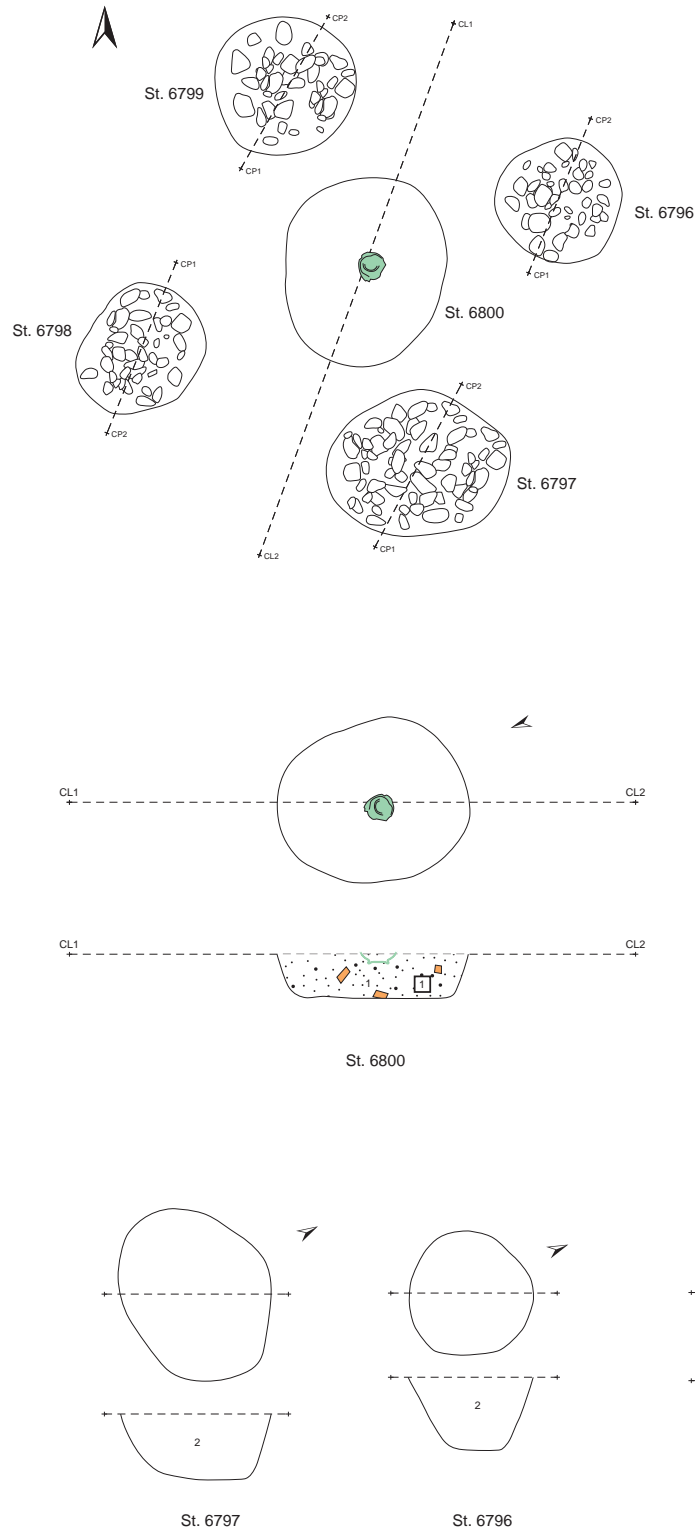 CP2
CL1
St. 6799
CP2
CP1
St. 6796
CP1
CP1
St. 6800
St. 6798
CP2
CP2
St. 6797
CP1
CL2
CL1
CL2
CL1
CL2
1
1
St. 6800
2
2
St. 6797
St. 6796